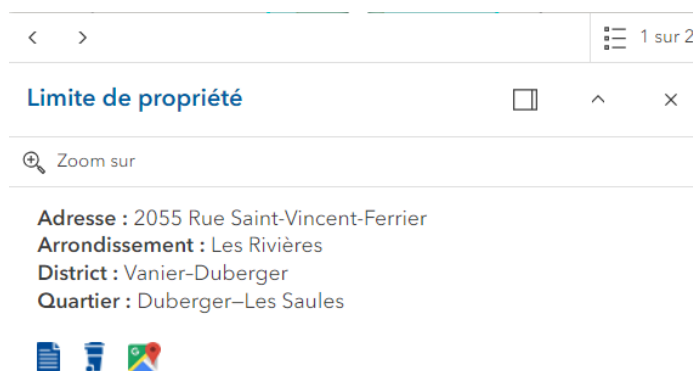 1 sur 2
Limite de propriété
Zoom sur
Adresse : 2055 Rue Saint-Vincent-Ferrier
Arrondissement : Les Rivières
District : Vanier-Duberger
Quartier : Duberger—Les Saules